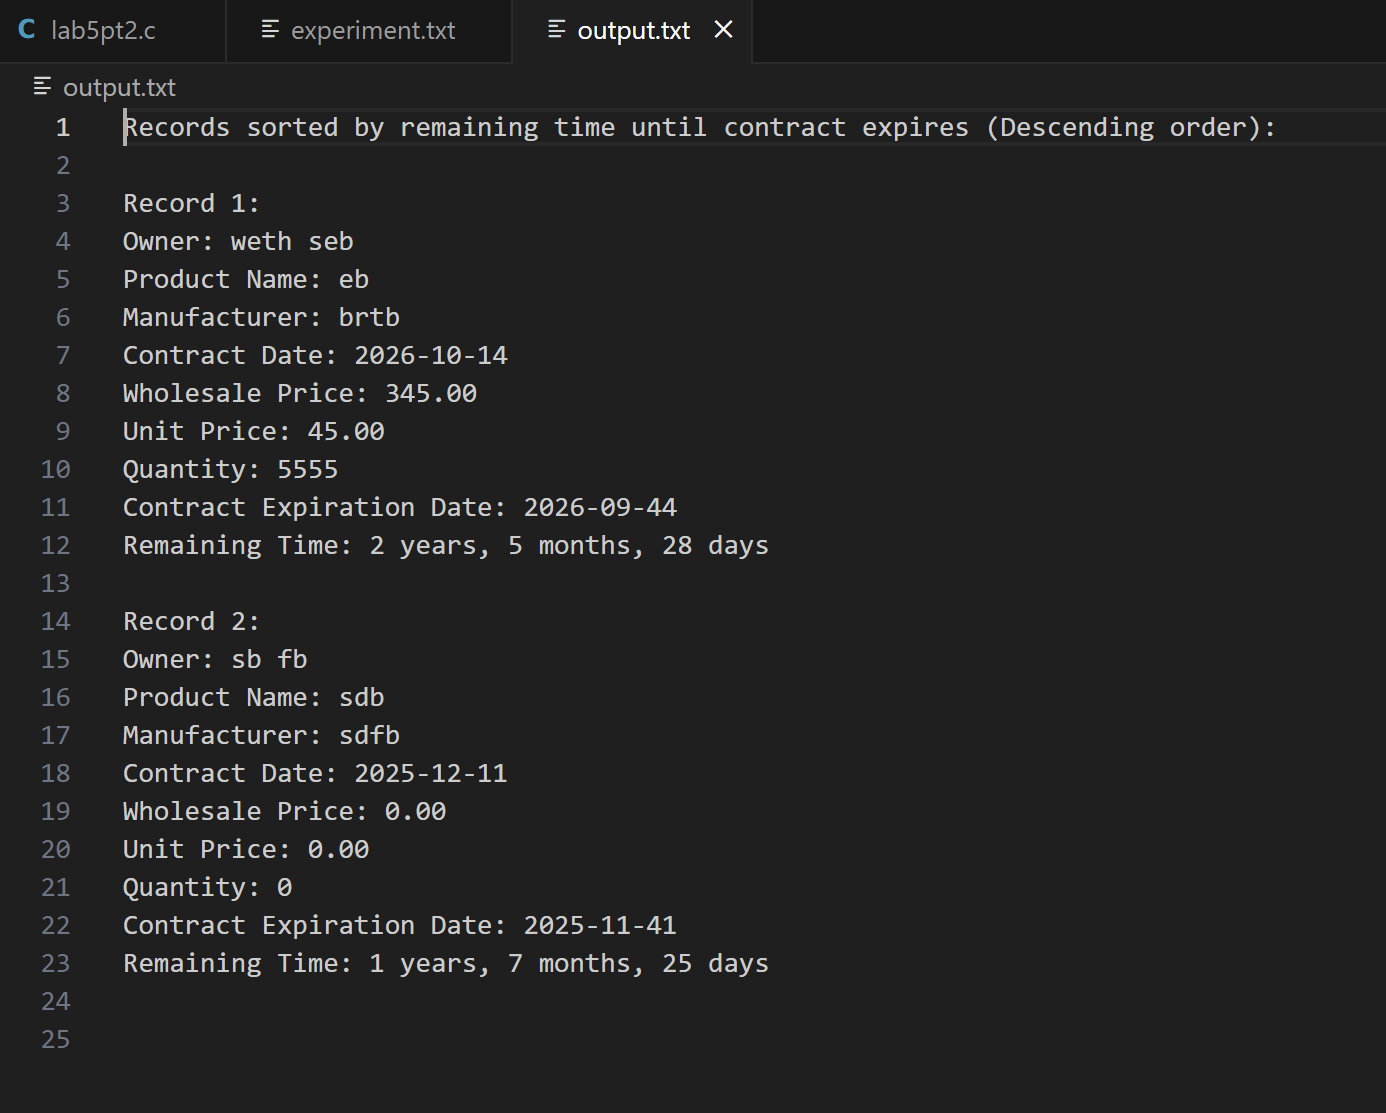 C lab5pt2.c experiment.txt output.txt
output.txt
1 Records sorted by remaining time until contract expires (Descending order):
2
3 Record 1:
4 Owner: weth seb
5 Product Name: eb
6 Manufacturer: brtb
7 Contract Date: 2026-10-14
8 Wholesale Price: 345.00
9 Unit Price: 45.00
10 Quantity: 5555
11 Contract Expiration Date: 2026-09-44
12 Remaining Time: 2 years, 5 months, 28 days
13
14 Record 2:
15 Owner: sb fb
16 Product Name: sdb
17 Manufacturer: sdfb
18 Contract Date: 2025-12-11
19 Wholesale Price: 0.00
20 Unit Price: 0.00
21 Quantity: 0
22 Contract Expiration Date: 2025-11-41
23 Remaining Time: 1 years, 7 months, 25 days
24
25